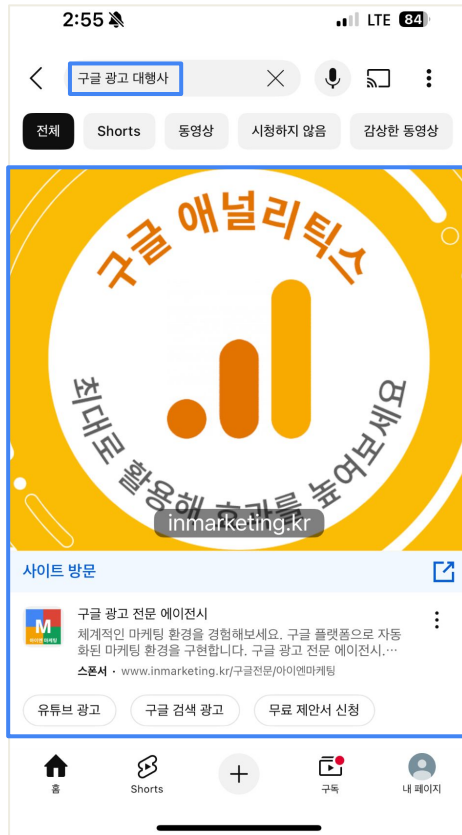 2:55
LTE 84
구글 광고 대행사
전체
Shorts
동영상
시청하지 않음
감상한 동영상
구글 애널리틱스
최대로 활용해 효과를 높여보세요
inmarketing.kr
사이트 방문
M
아이엔 마케팅
구글 광고 전문 에이전시
체계적인 마케팅 환경을 경험해보세요. 구글 플랫폼으로 자동
화된 마케팅 환경을 구현합니다. 구글 광고 전문 에이전시.…
스폰서 · www.inmarketing.kr/구글전문/아이엔마케팅
유튜브 광고
구글 검색 광고
무료 제안서 신청
홈
Shorts
구독
내 페이지